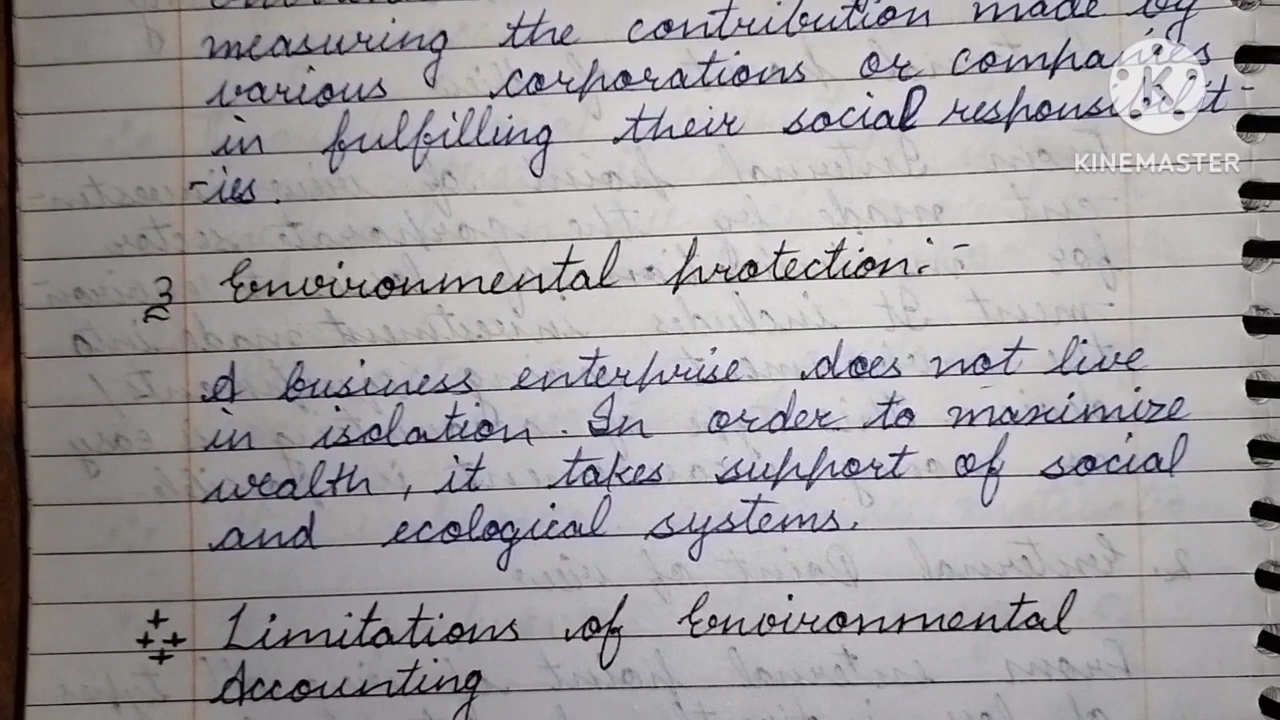 measuring the contribution made by
various corporations or companies
in fulfilling their social responsibilit-
-ies.
3 Environmental protection:-
A business enterprise does not live
in isolation. In order to maximize
wealth, it takes support of social
and ecological systems.
Limitations of Environmental
Accounting
KINEMASTER